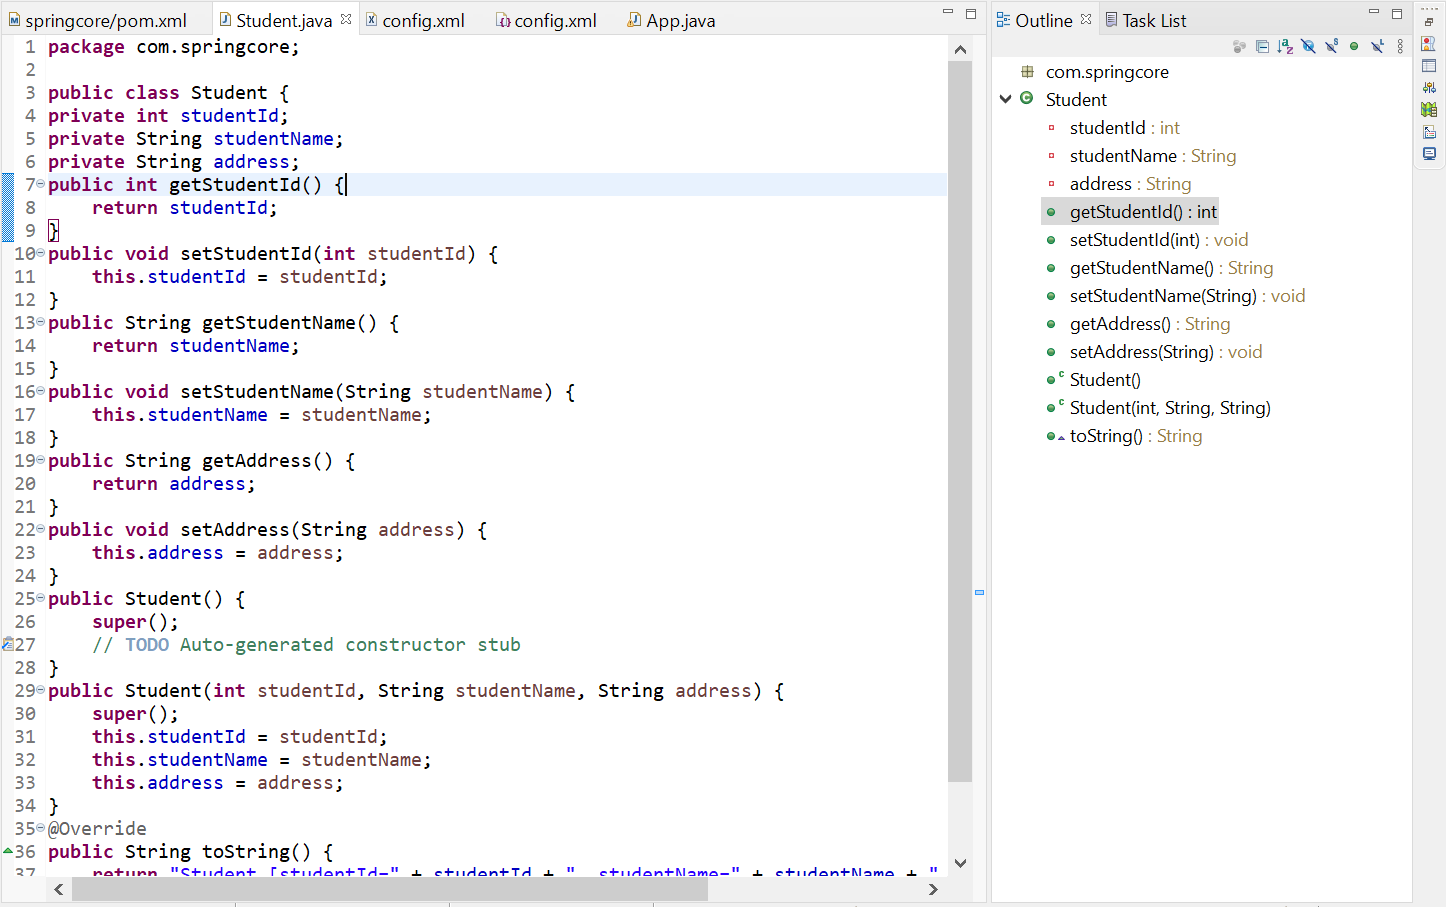 springcore/pom.xml
Student.java
config.xml
config.xml
App.java
1 package com.springcore;
2
3 public class Student {
4 private int studentId;
5 private String studentName;
6 private String address;
7 public int getStudentId() {
8     return studentId;
9 }
10 public void setStudentId(int studentId) {
11     this.studentId = studentId;
12 }
13 public String getStudentName() {
14     return studentName;
15 }
16 public void setStudentName(String studentName) {
17     this.studentName = studentName;
18 }
19 public String getAddress() {
20     return address;
21 }
22 public void setAddress(String address) {
23     this.address = address;
24 }
25 public Student() {
26     super();
27     // TODO Auto-generated constructor stub
28 }
29 public Student(int studentId, String studentName, String address) {
30     super();
31     this.studentId = studentId;
32     this.studentName = studentName;
33     this.address = address;
34 }
35 @Override
36 public String toString() {
37     return "Student [studentId=" + studentId + ", studentName=" + studentName + "
Outline
Task List
com.springcore
Student
studentId : int
studentName : String
address : String
getStudentId() : int
setStudentId(int) : void
getStudentName() : String
setStudentName(String) : void
getAddress() : String
setAddress(String) : void
Student()
Student(int, String, String)
toString() : String